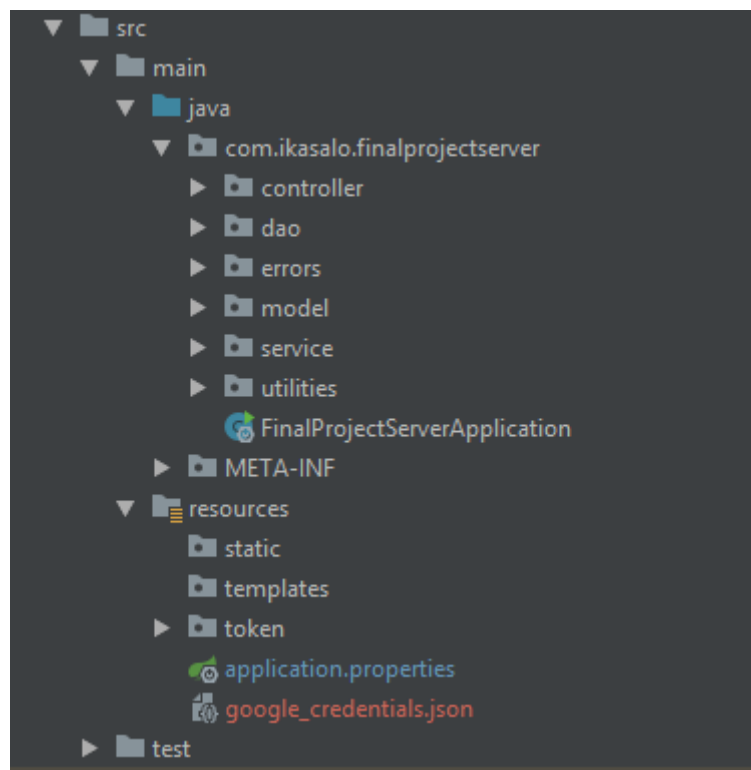 src
main
java
com.ikasalo.finalprojectserver
controller
dao
errors
model
service
utilities
FinalProjectServerApplication
META-INF
resources
static
templates
token
application.properties
google_credentials.json
test